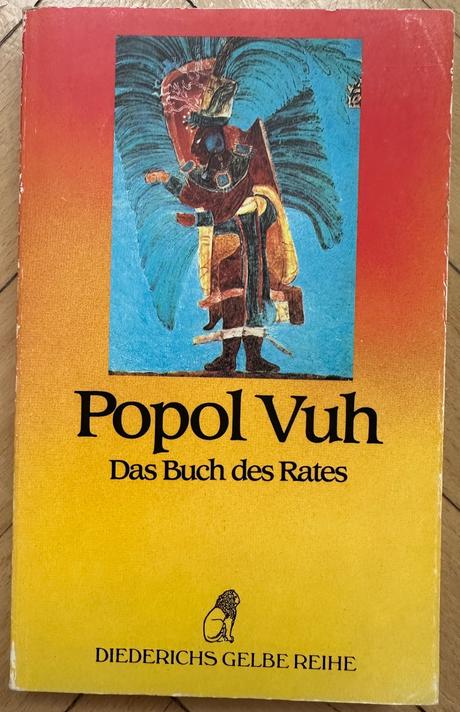 Popol Vuh
Das Buch des Rates
DIEDERICHS GELBE REIHE